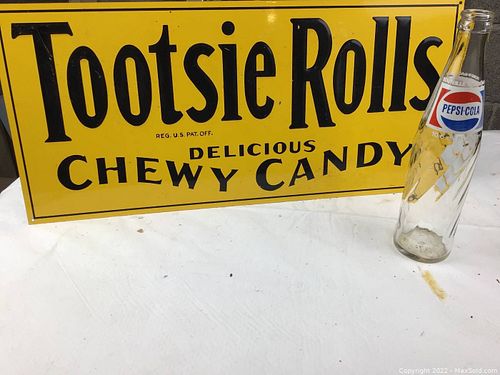 Tootsie Rolls
REG. U.S. PAT. OFF.
DELICIOUS
CHEWY CANDY
PEPSI-COLA
Copyright 2022 - MaxSold.com